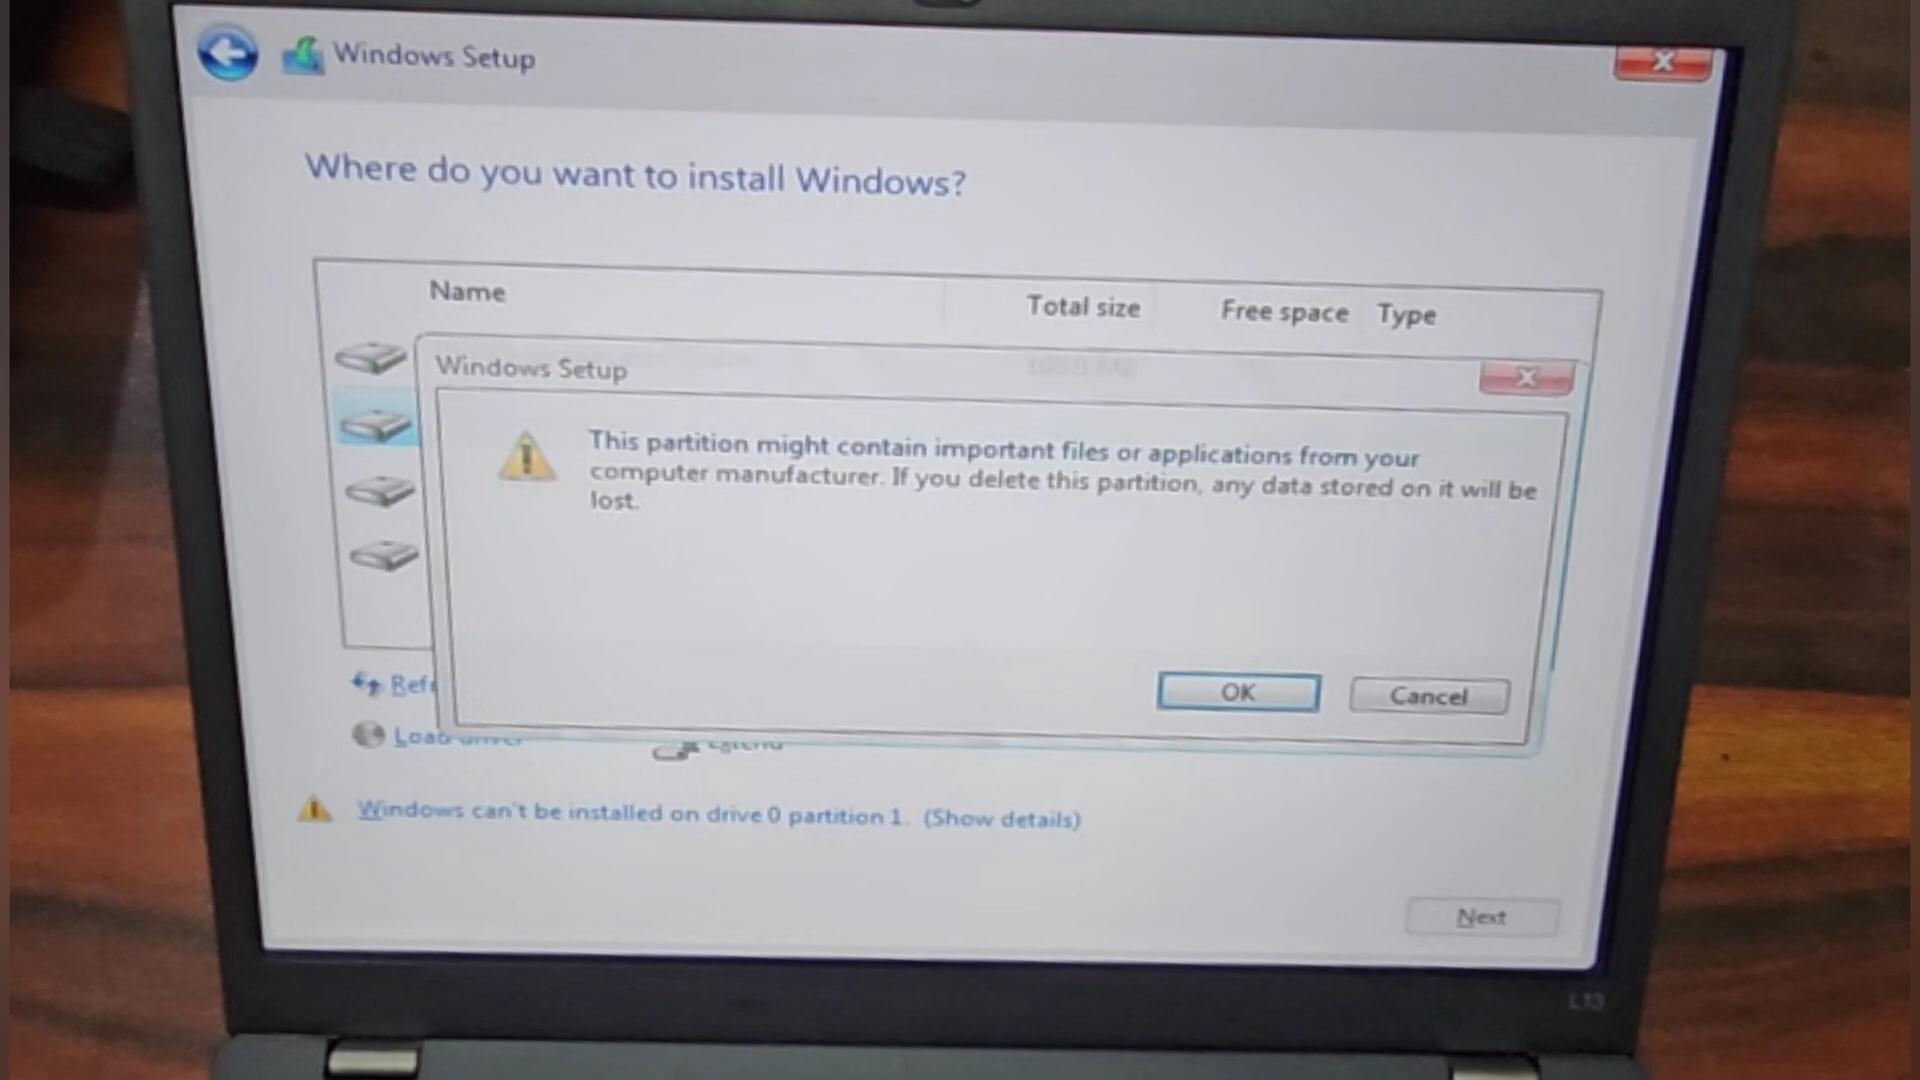 Windows Setup
Where do you want to install Windows?
Name Total size Free space Type
Windows Setup
This partition might contain important files or applications from your
computer manufacturer. If you delete this partition, any data stored on it will be
lost.
OK Cancel
Load driver
Windows can't be installed on drive 0 partition 1. (Show details)
Next
L13